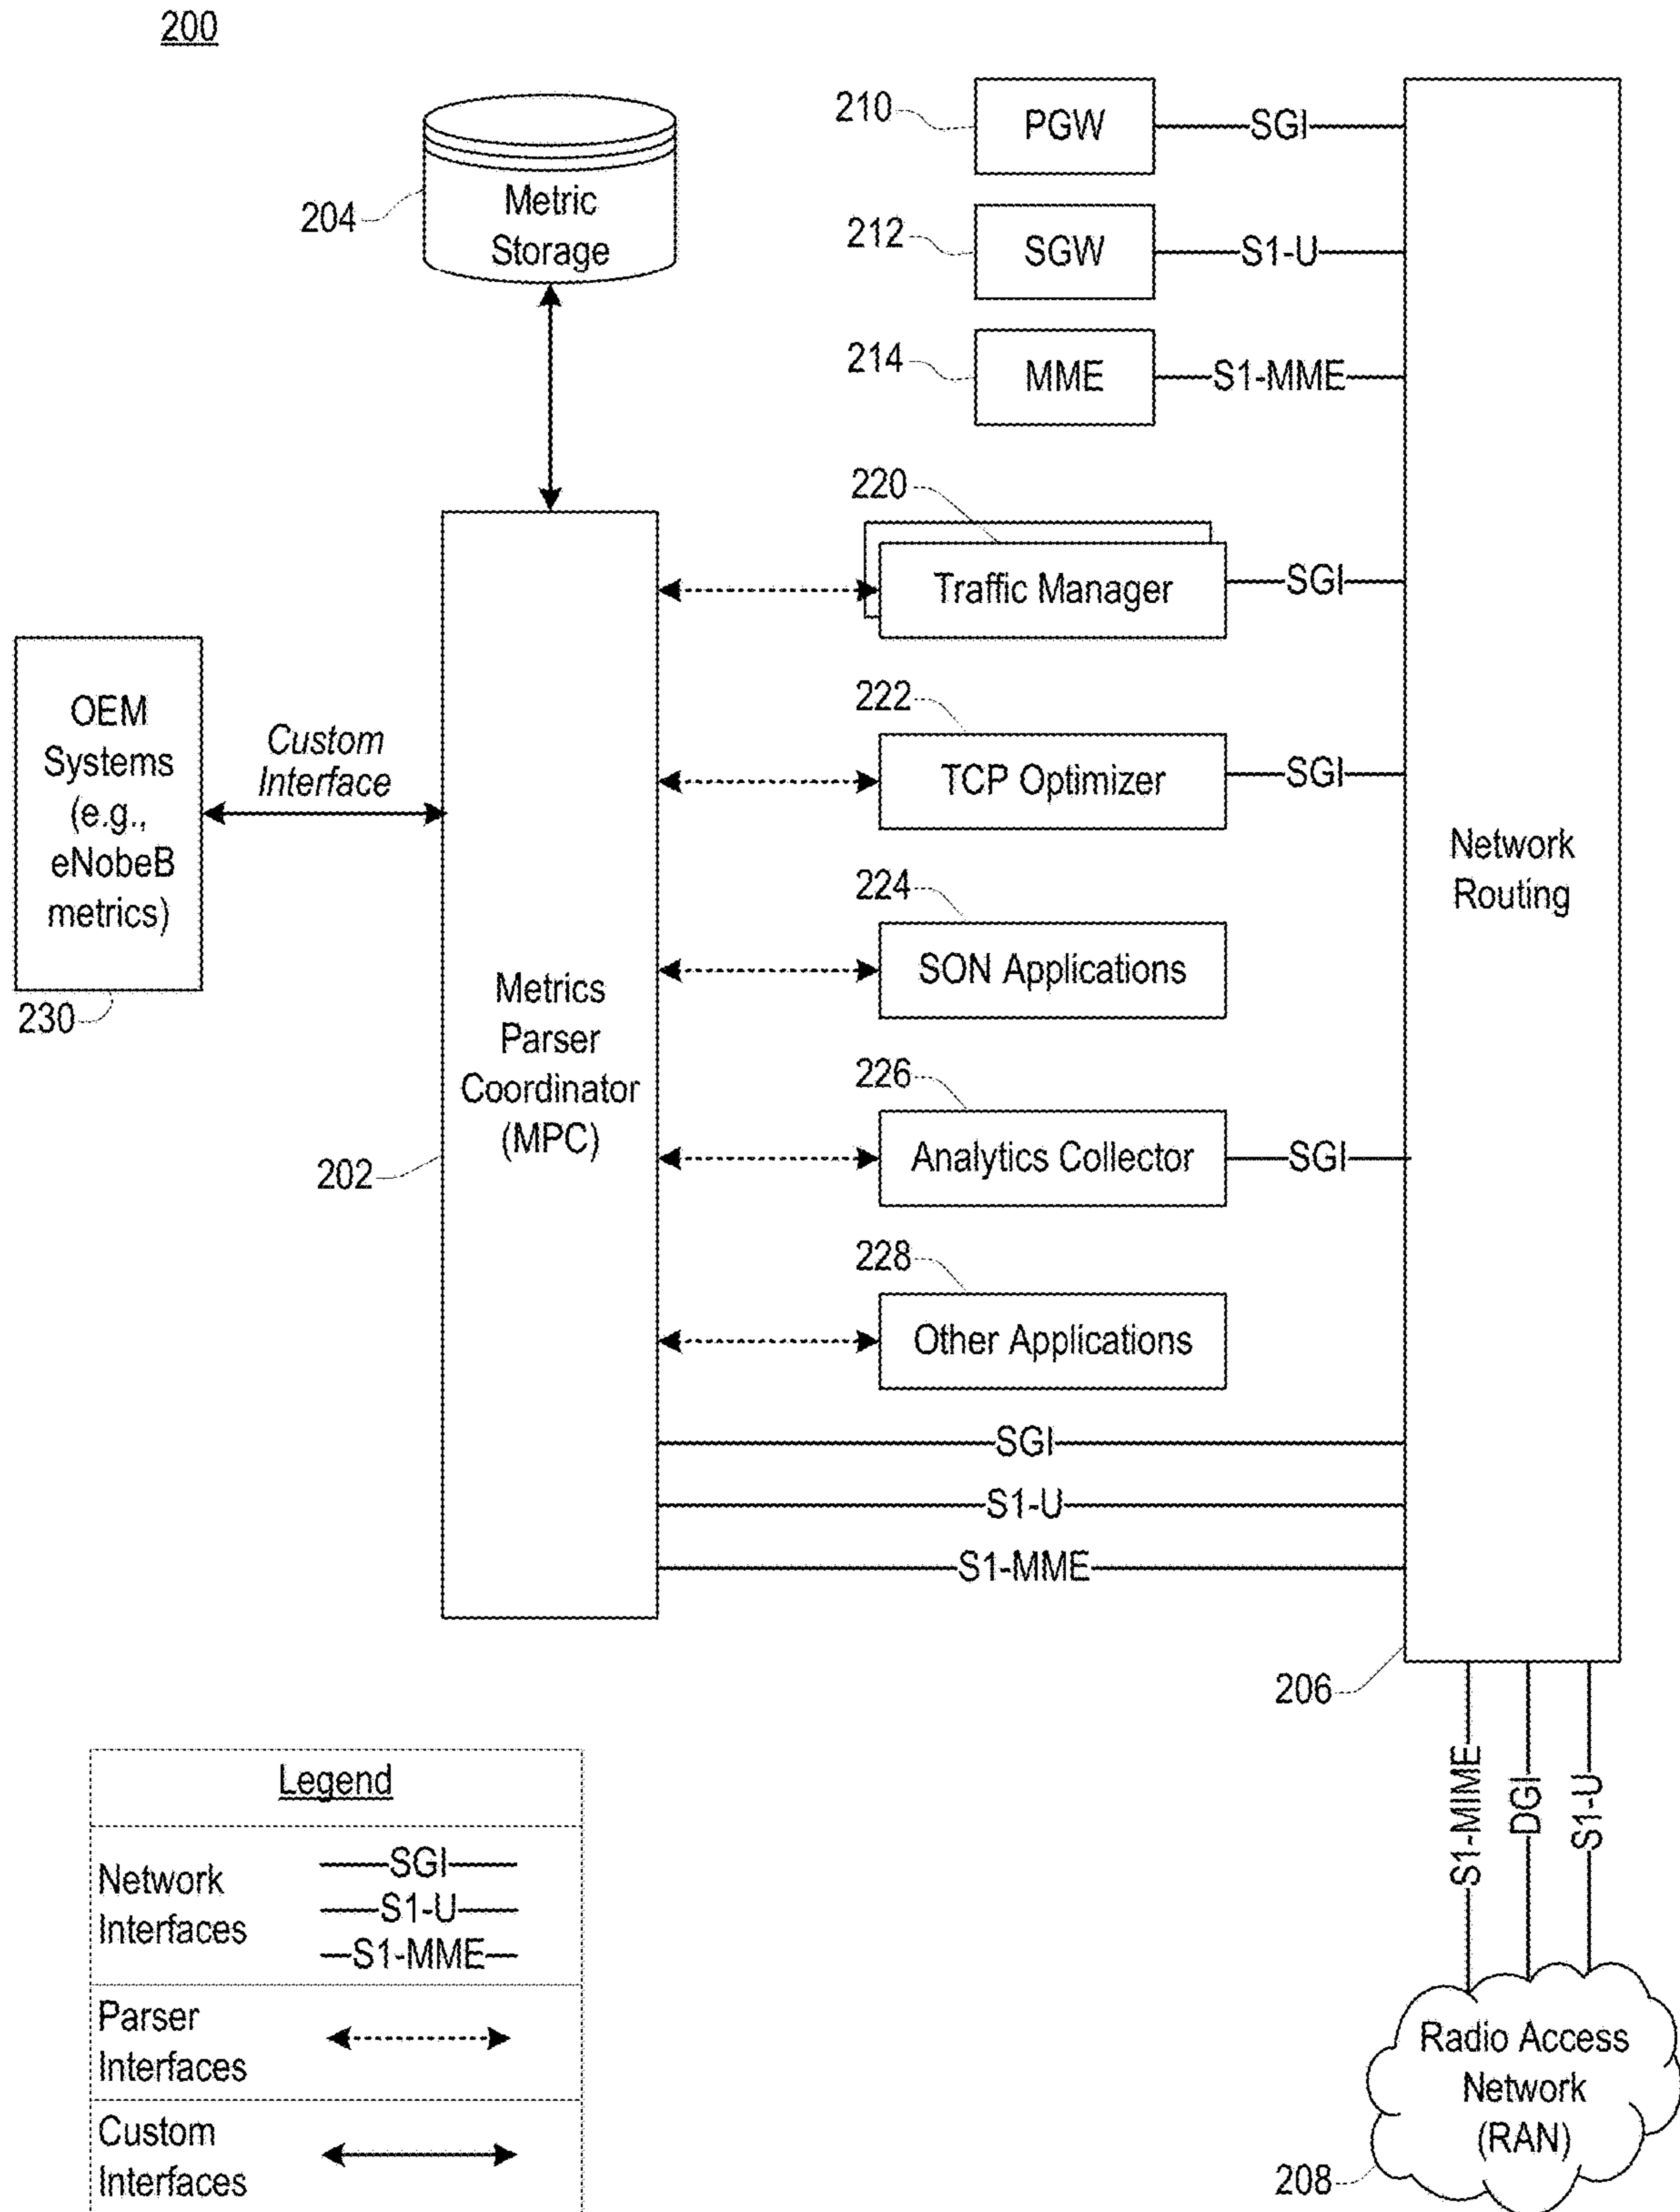 200
210
PGW
SGI
204
Metric
Storage
212
SGW
S1-U
214
MME
S1-MME
220
Traffic Manager
SGI
OEM
Systems
(e.g.,
eNobeB
metrics)
230
Custom
Interface
222
TCP Optimizer
SGI
Network
Routing
224
SON Applications
Metrics
Parser
Coordinator
(MPC)
202
226
Analytics Collector
SGI
228
Other Applications
SGI
S1-U
S1-MME
206
S1-MIME
DGI
S1-U
Legend
Network
Interfaces
SGI
S1-U
S1-MME
Parser
Interfaces
Custom
Interfaces
Radio Access
Network
(RAN)
208